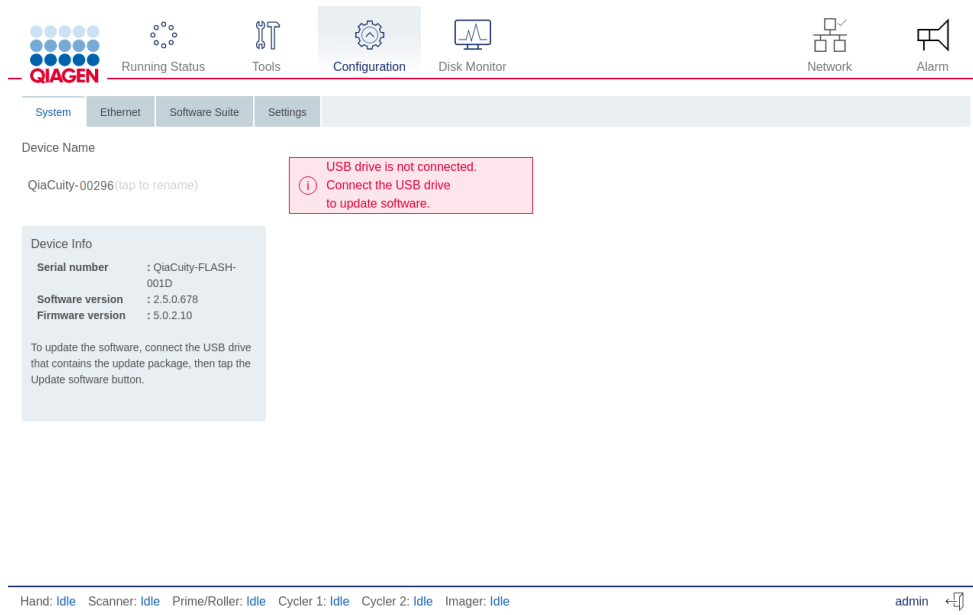 QIAGEN
Running Status
Tools
Configuration
Disk Monitor
Network
Alarm
System
Ethernet
Software Suite
Settings
Device Name
QiaCuity-00296(tap to rename)
USB drive is not connected.
Connect the USB drive
to update software.
Device Info
Serial number : QiaCuity-FLASH-
001D
Software version : 2.5.0.678
Firmware version : 5.0.2.10
To update the software, connect the USB drive
that contains the update package, then tap the
Update software button.
Hand: Idle Scanner: Idle Prime/Roller: Idle Cycler 1: Idle Cycler 2: Idle Imager: Idle
admin